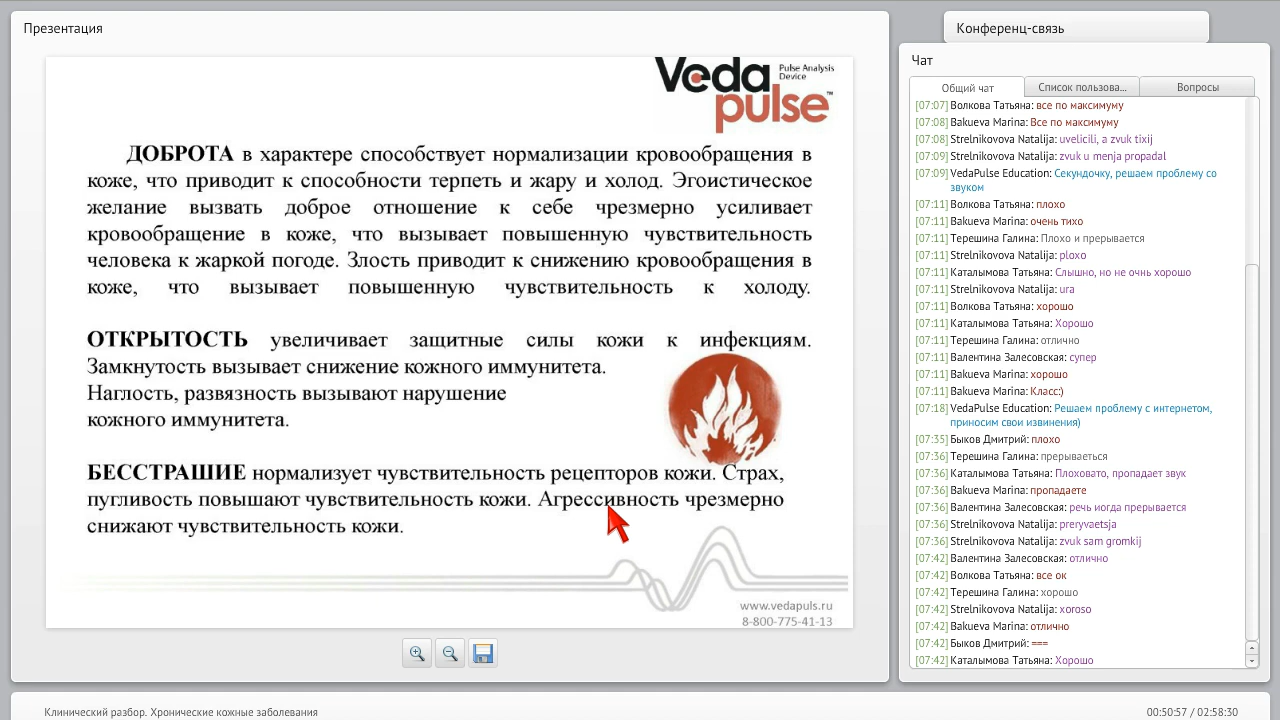 Презентация
Veda
pulse™
Pulse Analysis
Device
ДОБРОТА в характере способствует нормализации кровообращения в
коже, что приводит к способности терпеть и жару и холод. Эгоистическое
желание вызвать доброе отношение к себе чрезмерно усиливает
кровообращение в коже, что вызывает повышенную чувствительность
человека к жаркой погоде. Злость приводит к снижению кровообращения в
коже, что вызывает повышенную чувствительность к холоду.
ОТКРЫТОСТЬ увеличивает защитные силы кожи к инфекциям.
Замкнутость вызывает снижение кожного иммунитета.
Наглость, развязность вызывают нарушение
кожного иммунитета.
БЕССТРАШИЕ нормализует чувствительность рецепторов кожи. Страх,
пугливость повышают чувствительность кожи. Агрессивность чрезмерно
снижают чувствительность кожи.
www.vedapuls.ru
8-800-775-41-13
Конференц-связь
Чат
Общий чат
Список пользова...
Вопросы
[07:07] Волкова Татьяна: все по максимуму
[07:08] Bakueva Marina: Все по максимуму
[07:08] Strelnikovova Natalija: uvelicili, a zvuk tixij
[07:09] Strelnikovova Natalija: zvuk u menja propadal
[07:09] VedaPulse Education: Секундочку, решаем проблему со
звуком
[07:11] Волкова Татьяна: плохо
[07:11] Bakueva Marina: очень тихо
[07:11] Терешина Галина: Плохо и прерывается
[07:11] Strelnikovova Natalija: ploxo
[07:11] Каталымова Татьяна: Слышно, но не очнь хорошо
[07:11] Strelnikovova Natalija: ura
[07:11] Волкова Татьяна: хорошо
[07:11] Каталымова Татьяна: Хорошо
[07:11] Терешина Галина: отлично
[07:11] Валентина Залесовская: супер
[07:11] Bakueva Marina: хорошо
[07:11] Bakueva Marina: Класс:)
[07:18] VedaPulse Education: Решаем проблему с интернетом,
приносим свои извинения)
[07:35] Быков Дмитрий: плохо
[07:36] Терешина Галина: прерываеться
[07:36] Каталымова Татьяна: Плоховато, пропадает звук
[07:36] Bakueva Marina: пропадаете
[07:36] Валентина Залесовская: речь иогда прерывается
[07:36] Strelnikovova Natalija: preryvaetsja
[07:36] Strelnikovova Natalija: zvuk sam gromkij
[07:42] Валентина Залесовская: отлично
[07:42] Волкова Татьяна: все ок
[07:42] Терешина Галина: хорошо
[07:42] Strelnikovova Natalija: xoroso
[07:42] Bakueva Marina: отлично
[07:42] Быков Дмитрий: ===
[07:42] Каталымова Татьяна: Хорошо
Клинический разбор. Хронические кожные заболевания
00:50:57 / 02:58:30